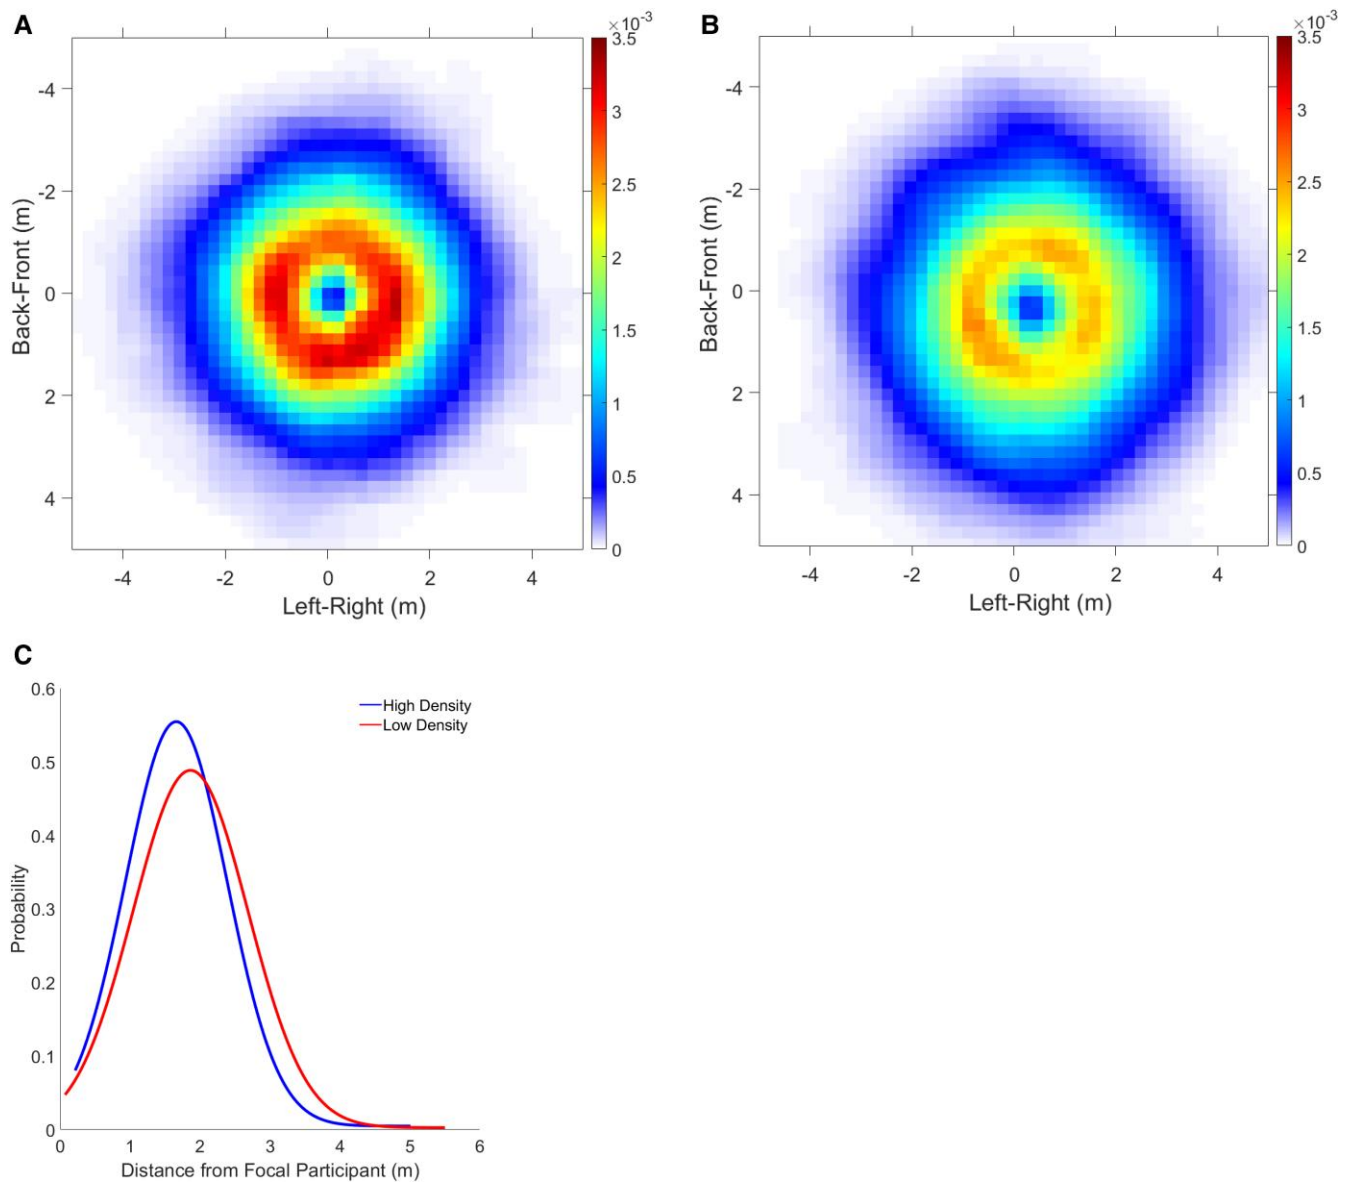 A
×10⁻³
3.5
3
2.5
2
1.5
1
0.5
0
-4
-2
0
2
4
Back-Front (m)
-4 -2 0 2 4
Left-Right (m)
B
×10⁻³
3.5
3
2.5
2
1.5
1
0.5
0
-4
-2
0
2
4
Back-Front (m)
-4 -2 0 2 4
Left-Right (m)
C
High Density
Low Density
0.6
0.5
0.4
0.3
0.2
0.1
0
Probability
0 1 2 3 4 5 6
Distance from Focal Participant (m)